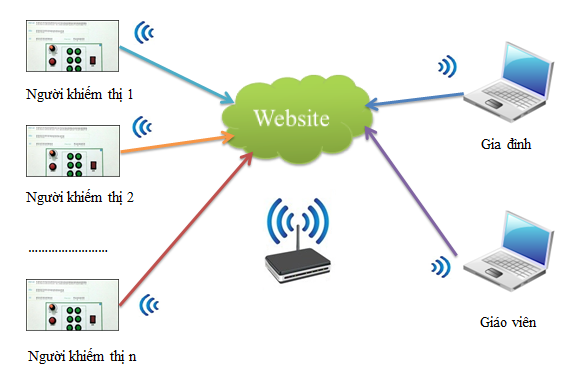 Website
Người khiếm thị 1
Gia đình
Người khiếm thị 2
........................
Giáo viên
Người khiếm thị n